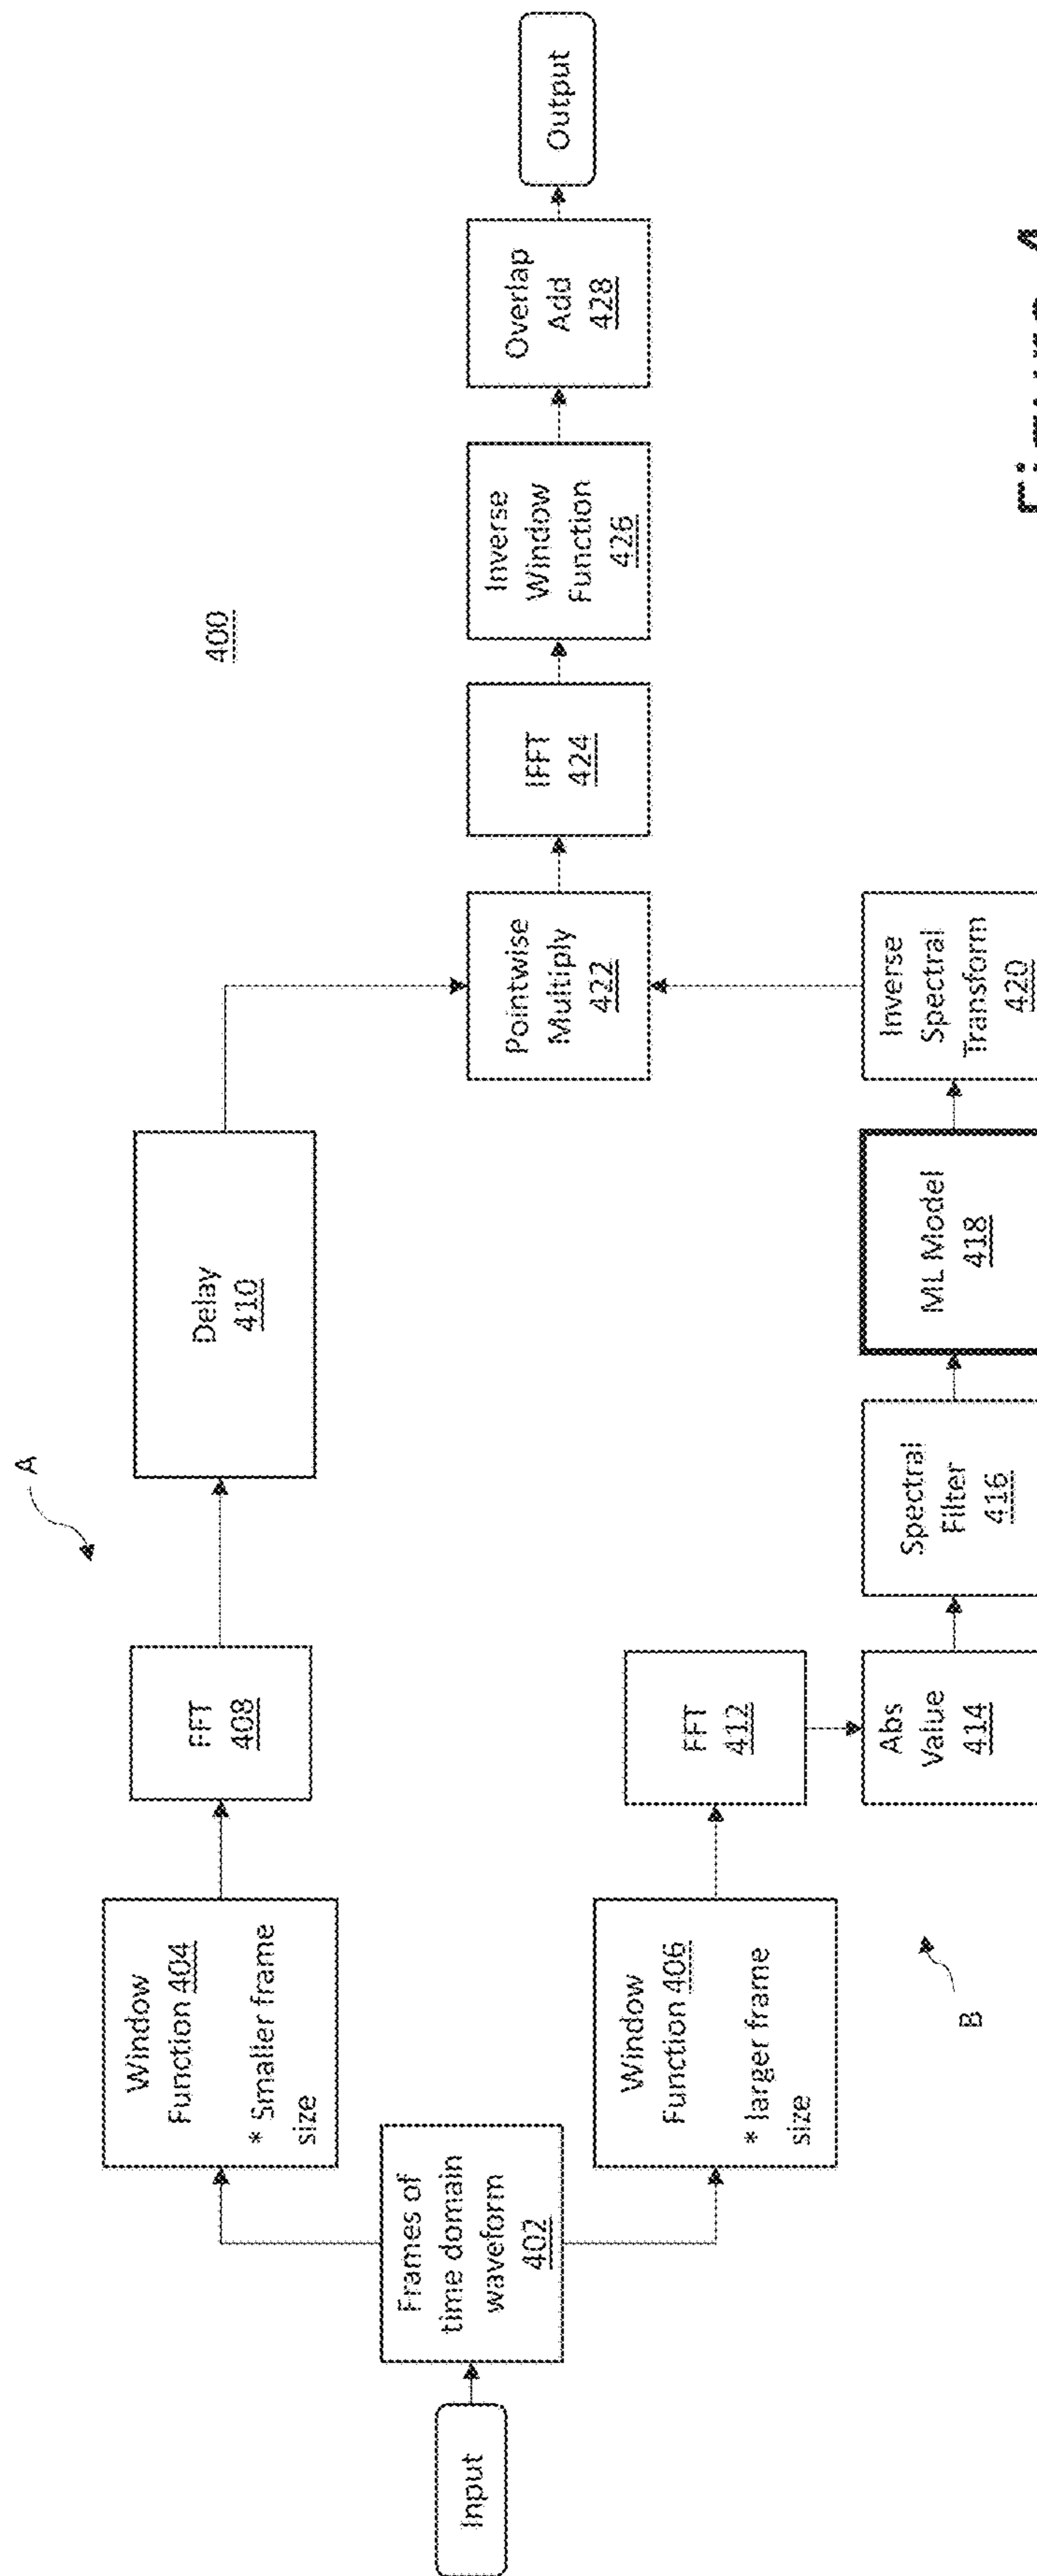 400
A
Input
Frames of
time domain
waveform
402
Window
Function 404
* Smaller frame
size
FFT
408
Delay
410
Window
Function 406
* larger frame
size
FFT
412
B
Abs
Value
414
Spectral
Filter
416
ML Model
418
Inverse
Spectral
Transform
420
Pointwise
Multiply
422
IFFT
424
Inverse
Window
Function
426
Overlap
Add
428
Output